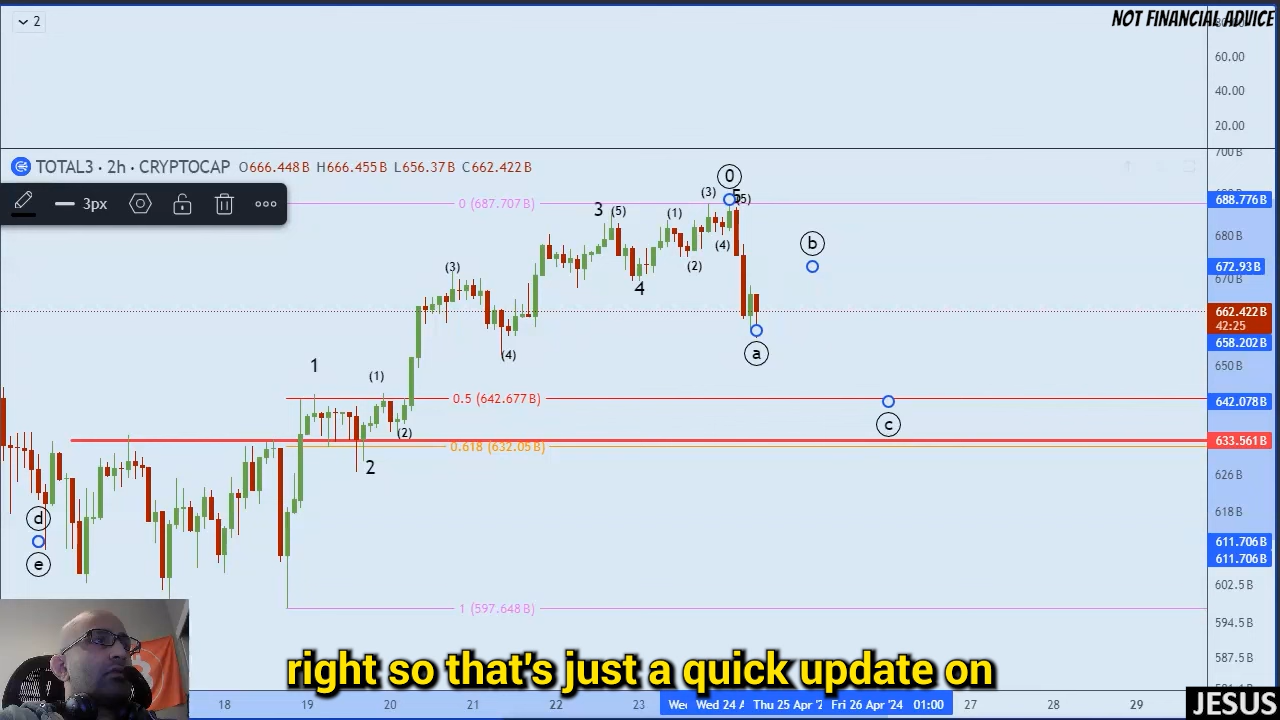 2
NOT FINANCIAL ADVICE
60.00
40.00
20.00
TOTAL3 · 2h · CRYPTOCAP O666.448B H666.455B L656.37B C662.422B
700B
3px
0 (687.707B)
0
(3)
5
(5)
688.776B
3
(5)
(1)
(4)
(2)
b
680B
672.93B
670B
(3)
4
662.422B
42:25
658.202B
a
(4)
650B
1
(1)
0.5 (642.677B)
642.078B
c
(2)
0.618 (632.05B)
633.561B
2
626B
618B
d
e
611.706B
611.706B
602.5B
1 (597.648B)
594.5B
587.5B
right so that's just a quick update on
18
19
20
21
22
23
Wed 24 A
Thu 25 Apr '2
Fri 26 Apr '24
01:00
27
28
29
JESUS